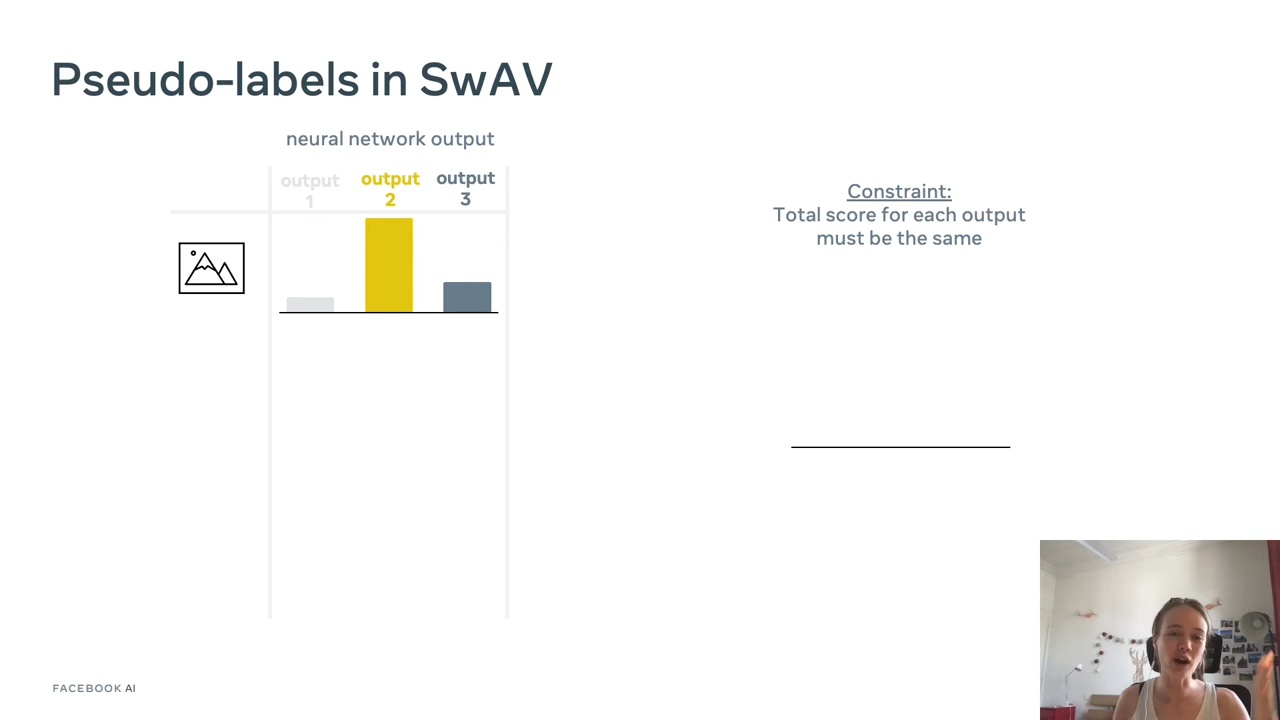 Pseudo-labels in SwAV
neural network output
output
1
output
2
output
3
Constraint:
Total score for each output
must be the same
FACEBOOK AI